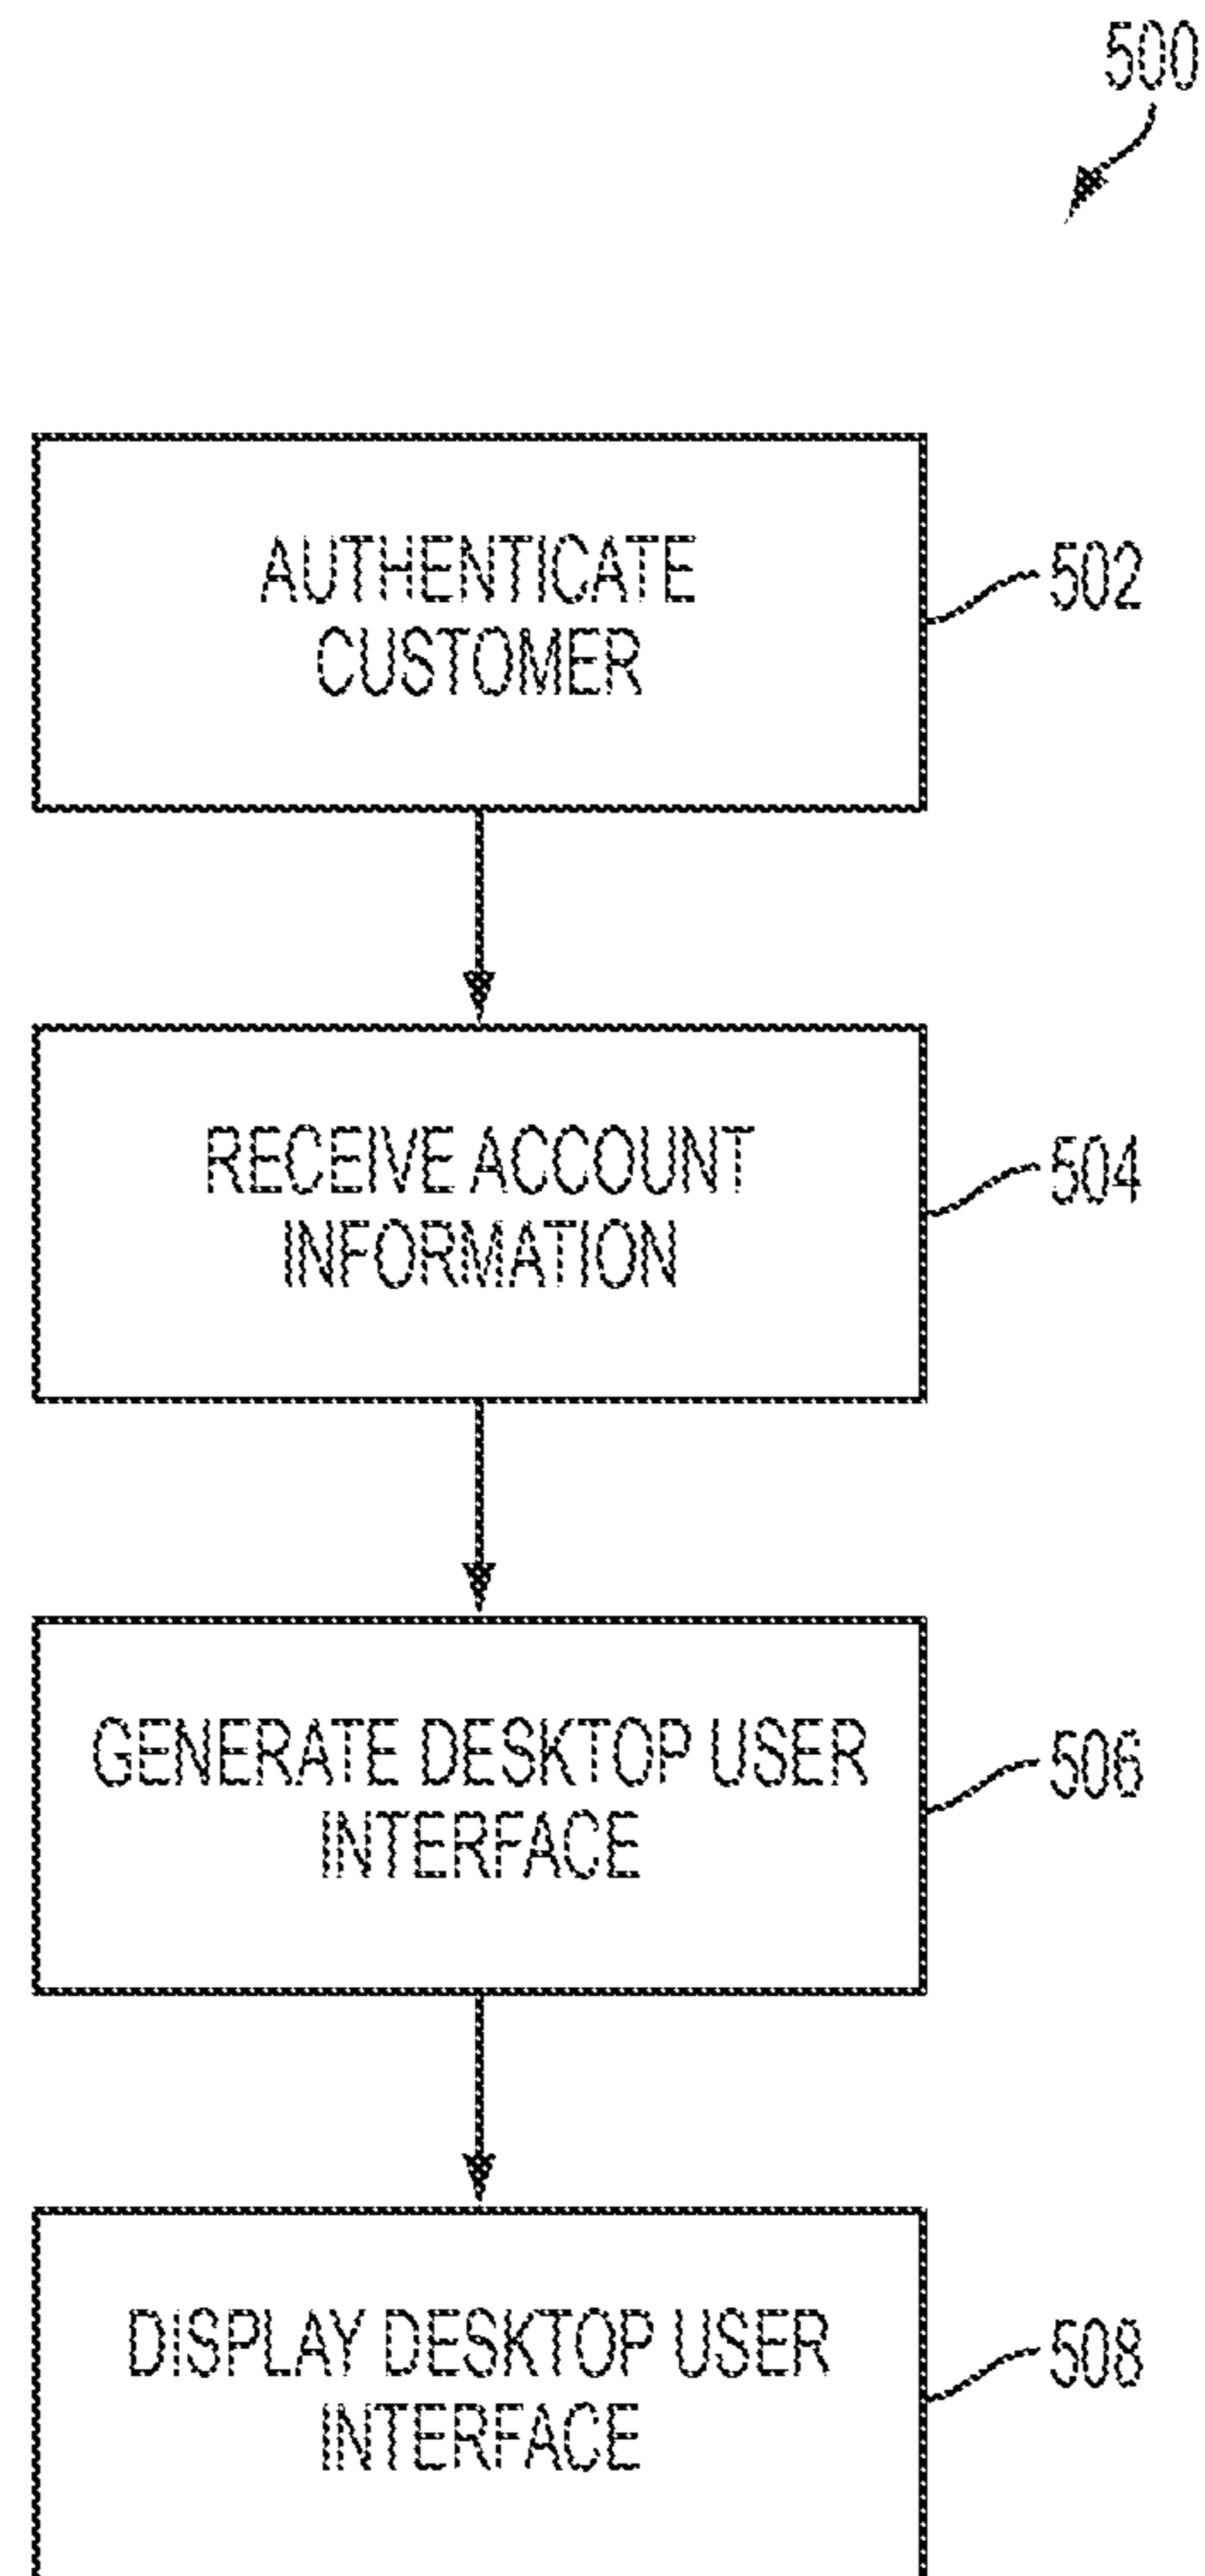 500
AUTHENTICATE
CUSTOMER
502
RECEIVE ACCOUNT
INFORMATION
504
GENERATE DESKTOP USER
INTERFACE
506
DISPLAY DESKTOP USER
INTERFACE
508